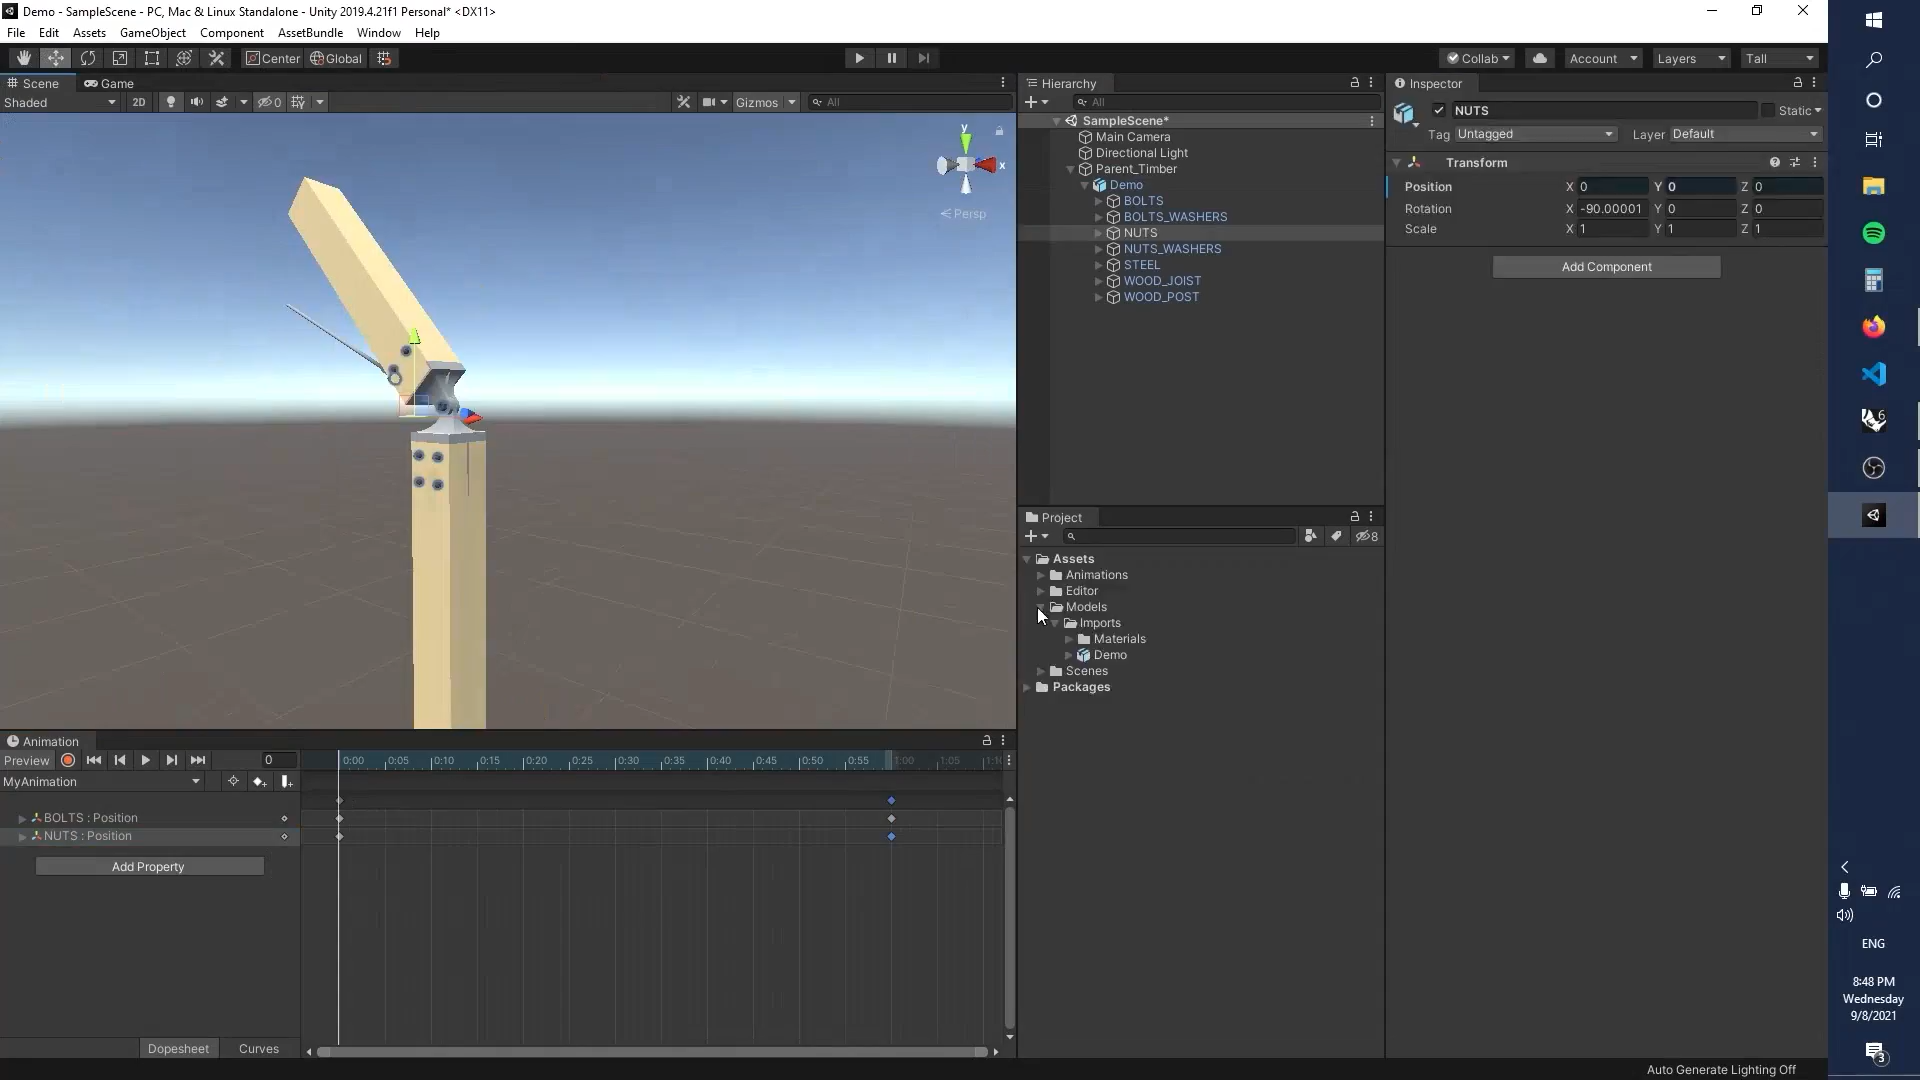 Demo - SampleScene - PC, Mac & Linux Standalone - Unity 2019.4.21f1 Personal* <DX11>
File Edit Assets GameObject Component AssetBundle Window Help
Center Global
Collab Account Layers Tall
Scene Game
Shaded 2D 0 Gizmos All
y
x
Persp
Hierarchy
All
SampleScene*
Main Camera
Directional Light
Parent_Timber
Demo
BOLTS
BOLTS_WASHERS
NUTS
NUTS_WASHERS
STEEL
WOOD_JOIST
WOOD_POST
Inspector
NUTS Static
Tag Untagged Layer Default
Transform
Position X 0 Y 0 Z 0
Rotation X -90.00001 Y 0 Z 0
Scale X 1 Y 1 Z 1
Add Component
Project
8
Assets
Animations
Editor
Models
Imports
Materials
Demo
Scenes
Packages
Animation
Preview 0
0:00 0:05 0:10 0:15 0:20 0:25 0:30 0:35 0:40 0:45 0:50 0:55 1:00 1:05
MyAnimation
BOLTS : Position
NUTS : Position
Add Property
Dopesheet Curves
Auto Generate Lighting Off
6
ENG
8:48 PM
Wednesday
9/8/2021
3